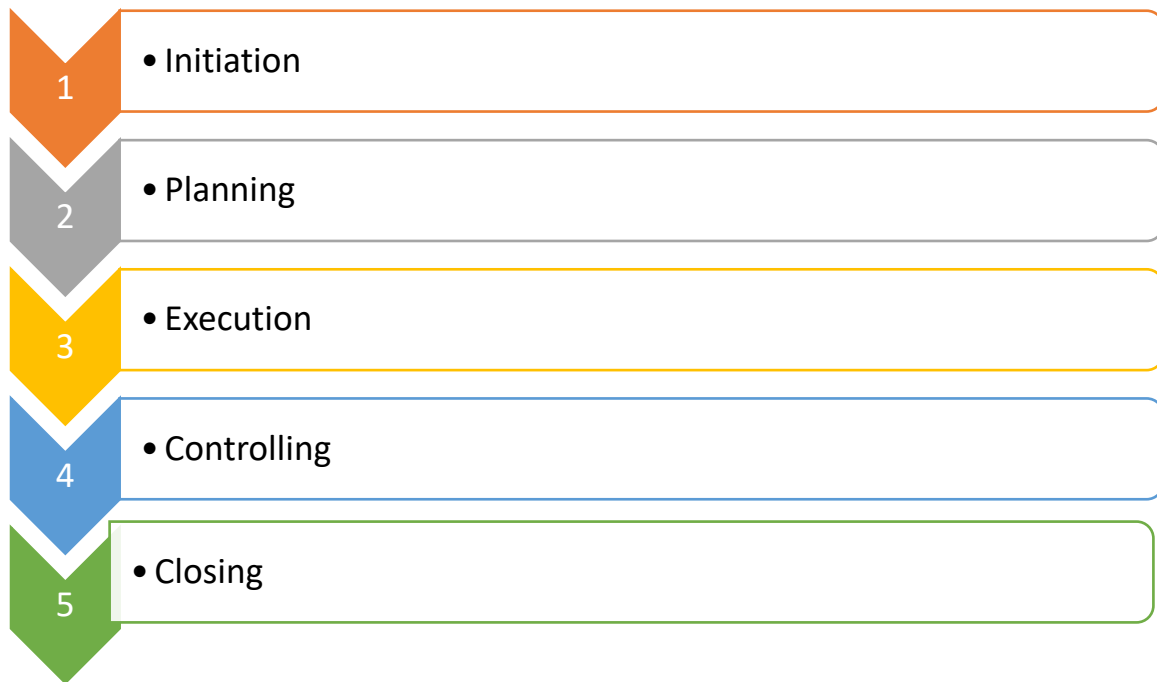 1
• Initiation
2
• Planning
3
• Execution
4
• Controlling
5
• Closing